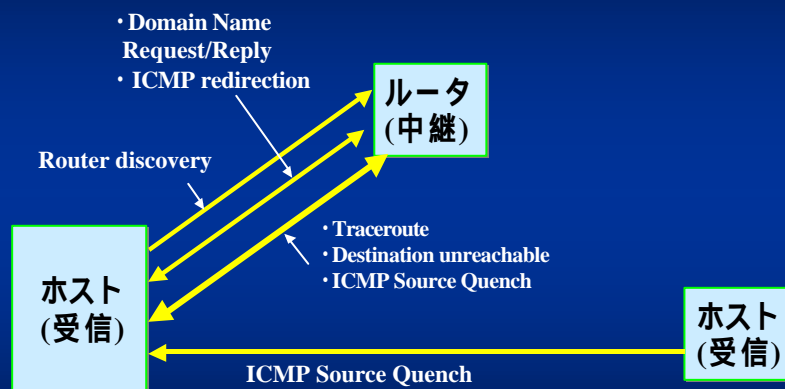 ・Domain Name
Request/Reply
・ICMP redirection
ルータ
(中継)
Router discovery
・Traceroute
・Destination unreachable
・ICMP Source Quench
ホスト
(受信)
ホスト
(受信)
ICMP Source Quench